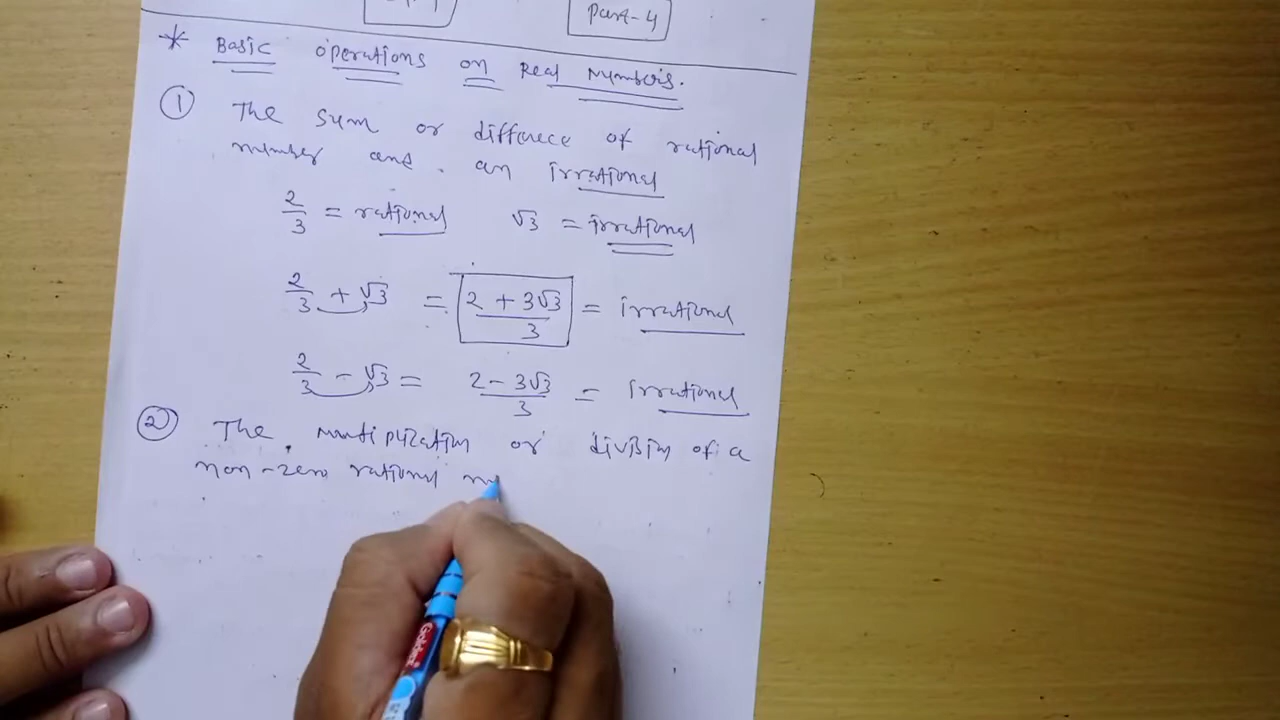 Part-4
* Basic operations on Real Numbers.
① The sum or differece of rational
number and an irrational
2/3 = rational √3 = irrational
2/3 + √3 = (2 + 3√3)/3 = irrational
2/3 - √3 = (2 - 3√3)/3 = irrational
② The multiplication or division of a
non-zero rational
Golden